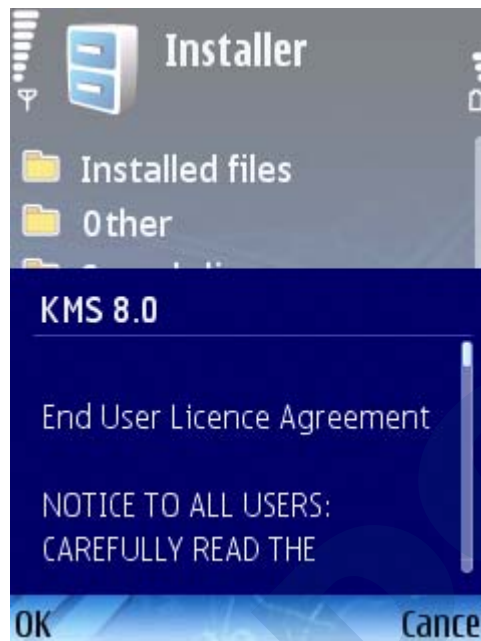 Installer
Installed files
Other
KMS 8.0
End User Licence Agreement
NOTICE TO ALL USERS:
CAREFULLY READ THE
OK
Cance